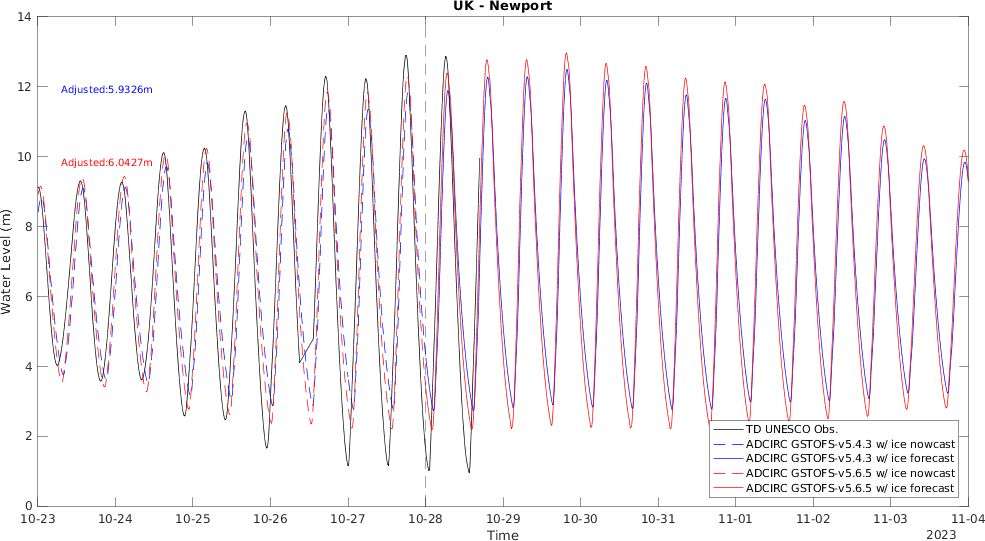 UK - Newport
14
12
10
8
6
4
2
0
Water Level (m)
Adjusted:5.9326m
Adjusted:6.0427m
TD UNESCO Obs.
ADCIRC GSTOFS-v5.4.3 w/ ice nowcast
ADCIRC GSTOFS-v5.4.3 w/ ice forecast
ADCIRC GSTOFS-v5.6.5 w/ ice nowcast
ADCIRC GSTOFS-v5.6.5 w/ ice forecast
10-23 10-24 10-25 10-26 10-27 10-28 10-29 10-30 10-31 11-01 11-02 11-03 11-04
Time 2023